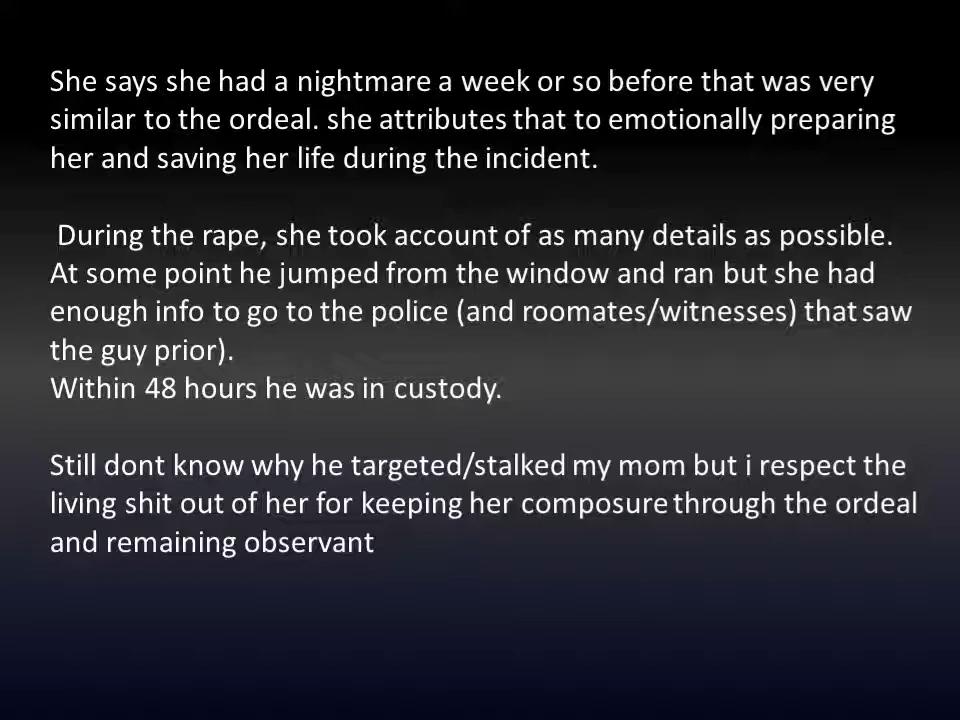 She says she had a nightmare a week or so before that was very
similar to the ordeal. she attributes that to emotionally preparing
her and saving her life during the incident.
During the rape, she took account of as many details as possible.
At some point he jumped from the window and ran but she had
enough info to go to the police (and roomates/witnesses) that saw
the guy prior).
Within 48 hours he was in custody.
Still dont know why he targeted/stalked my mom but i respect the
living shit out of her for keeping her composure through the ordeal
and remaining observant